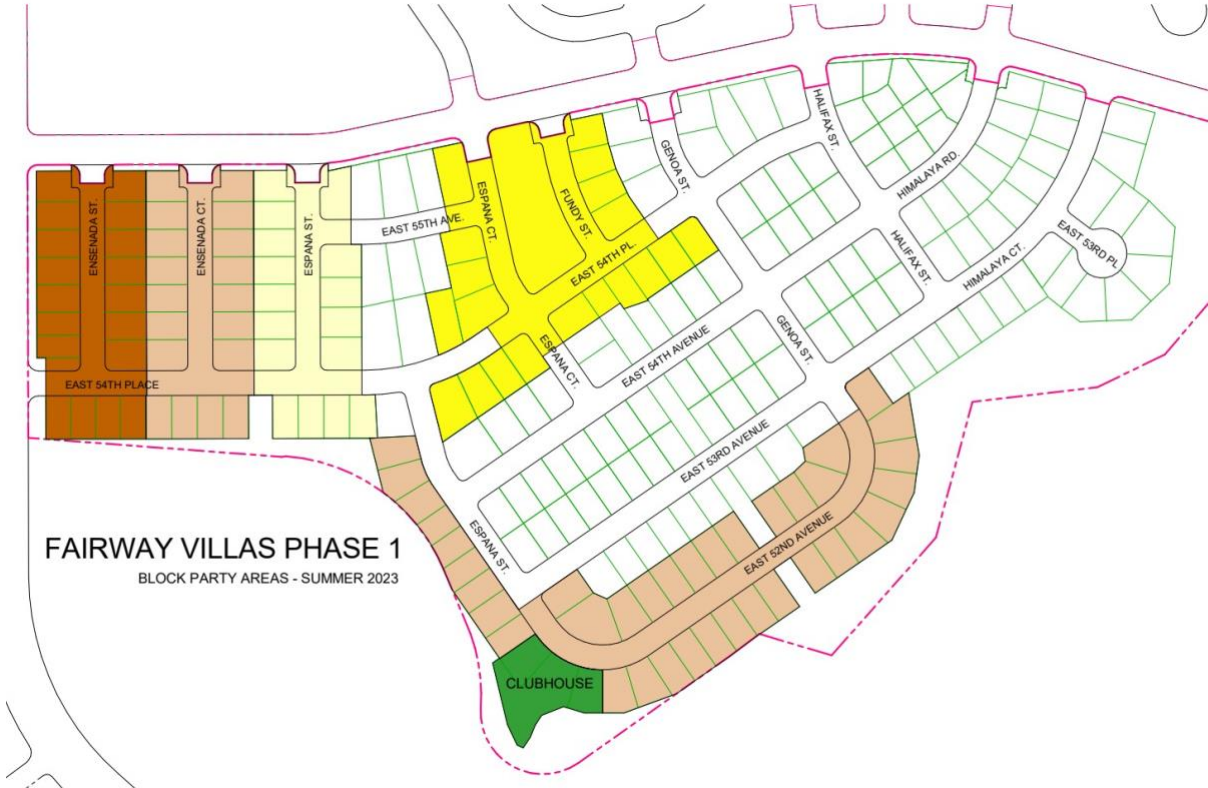 HALIFAX ST.
GENOA ST.
HIMALAYA RD.
ESPANA CT.
FUNDY ST.
ENSENADA ST.
ENSENADA CT.
ESPANA ST.
EAST 55TH AVE.
EAST 54TH PL.
HALIFAX ST.
HIMALAYA CT.
EAST 53RD PL
GENOA ST.
ESPANA CT.
EAST 54TH AVENUE
EAST 54TH PLACE
EAST 53RD AVENUE
ESPANA ST.
EAST 52ND AVENUE
FAIRWAY VILLAS PHASE 1
BLOCK PARTY AREAS - SUMMER 2023
CLUBHOUSE